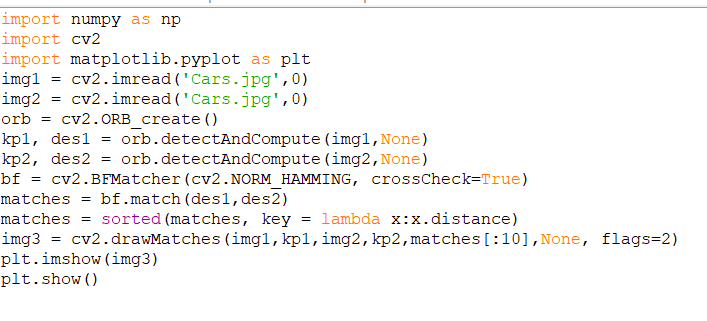 import numpy as np
import cv2
import matplotlib.pyplot as plt
img1 = cv2.imread('Cars.jpg',0)
img2 = cv2.imread('Cars.jpg',0)
orb = cv2.ORB_create()
kp1, des1 = orb.detectAndCompute(img1,None)
kp2, des2 = orb.detectAndCompute(img2,None)
bf = cv2.BFMatcher(cv2.NORM_HAMMING, crossCheck=True)
matches = bf.match(des1,des2)
matches = sorted(matches, key = lambda x:x.distance)
img3 = cv2.drawMatches(img1,kp1,img2,kp2,matches[:10],None, flags=2)
plt.imshow(img3)
plt.show()